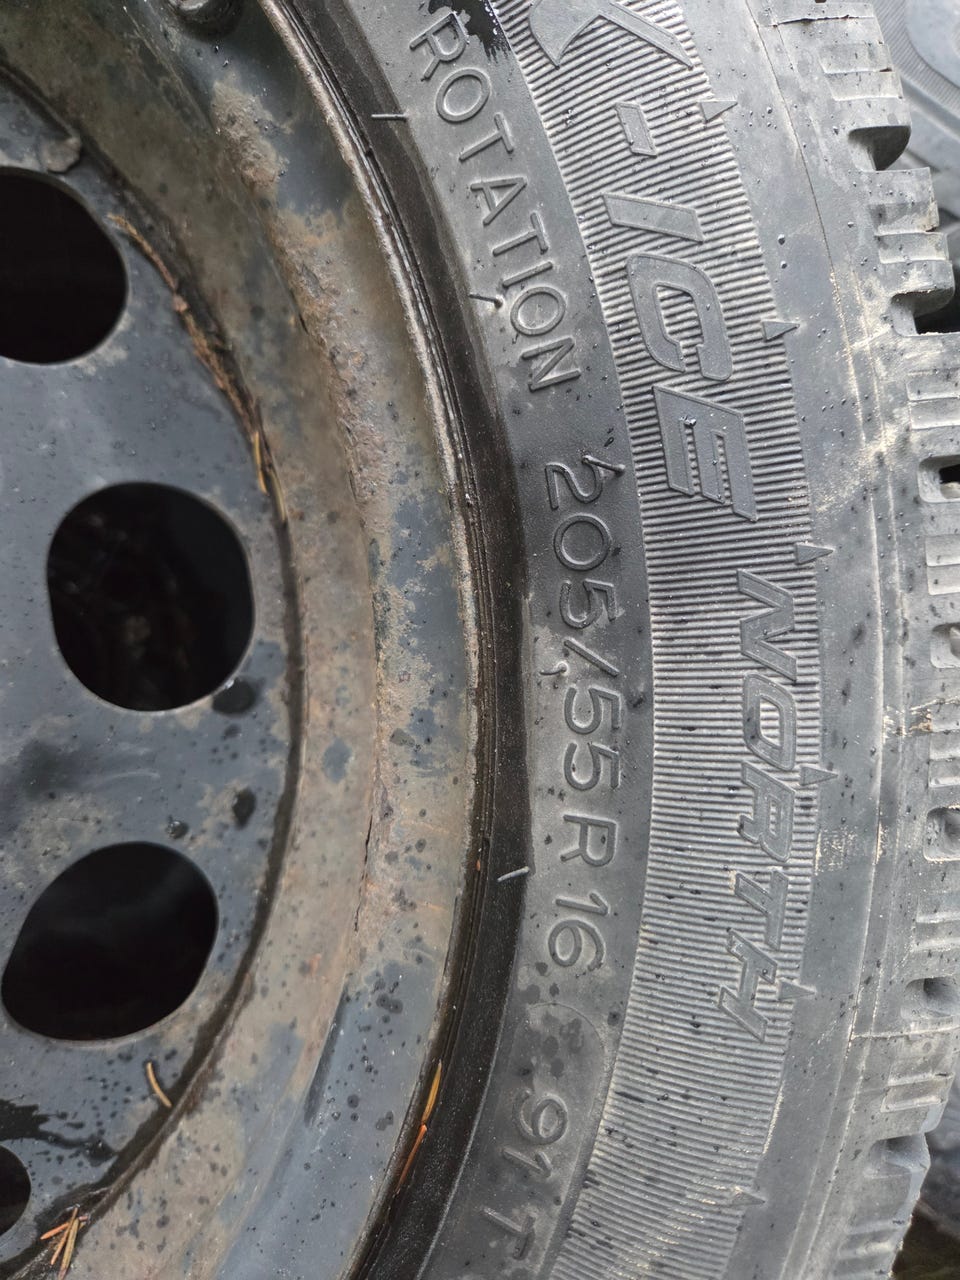 ROTATION
205/55 R 16 91 T
X-ICE NORTH